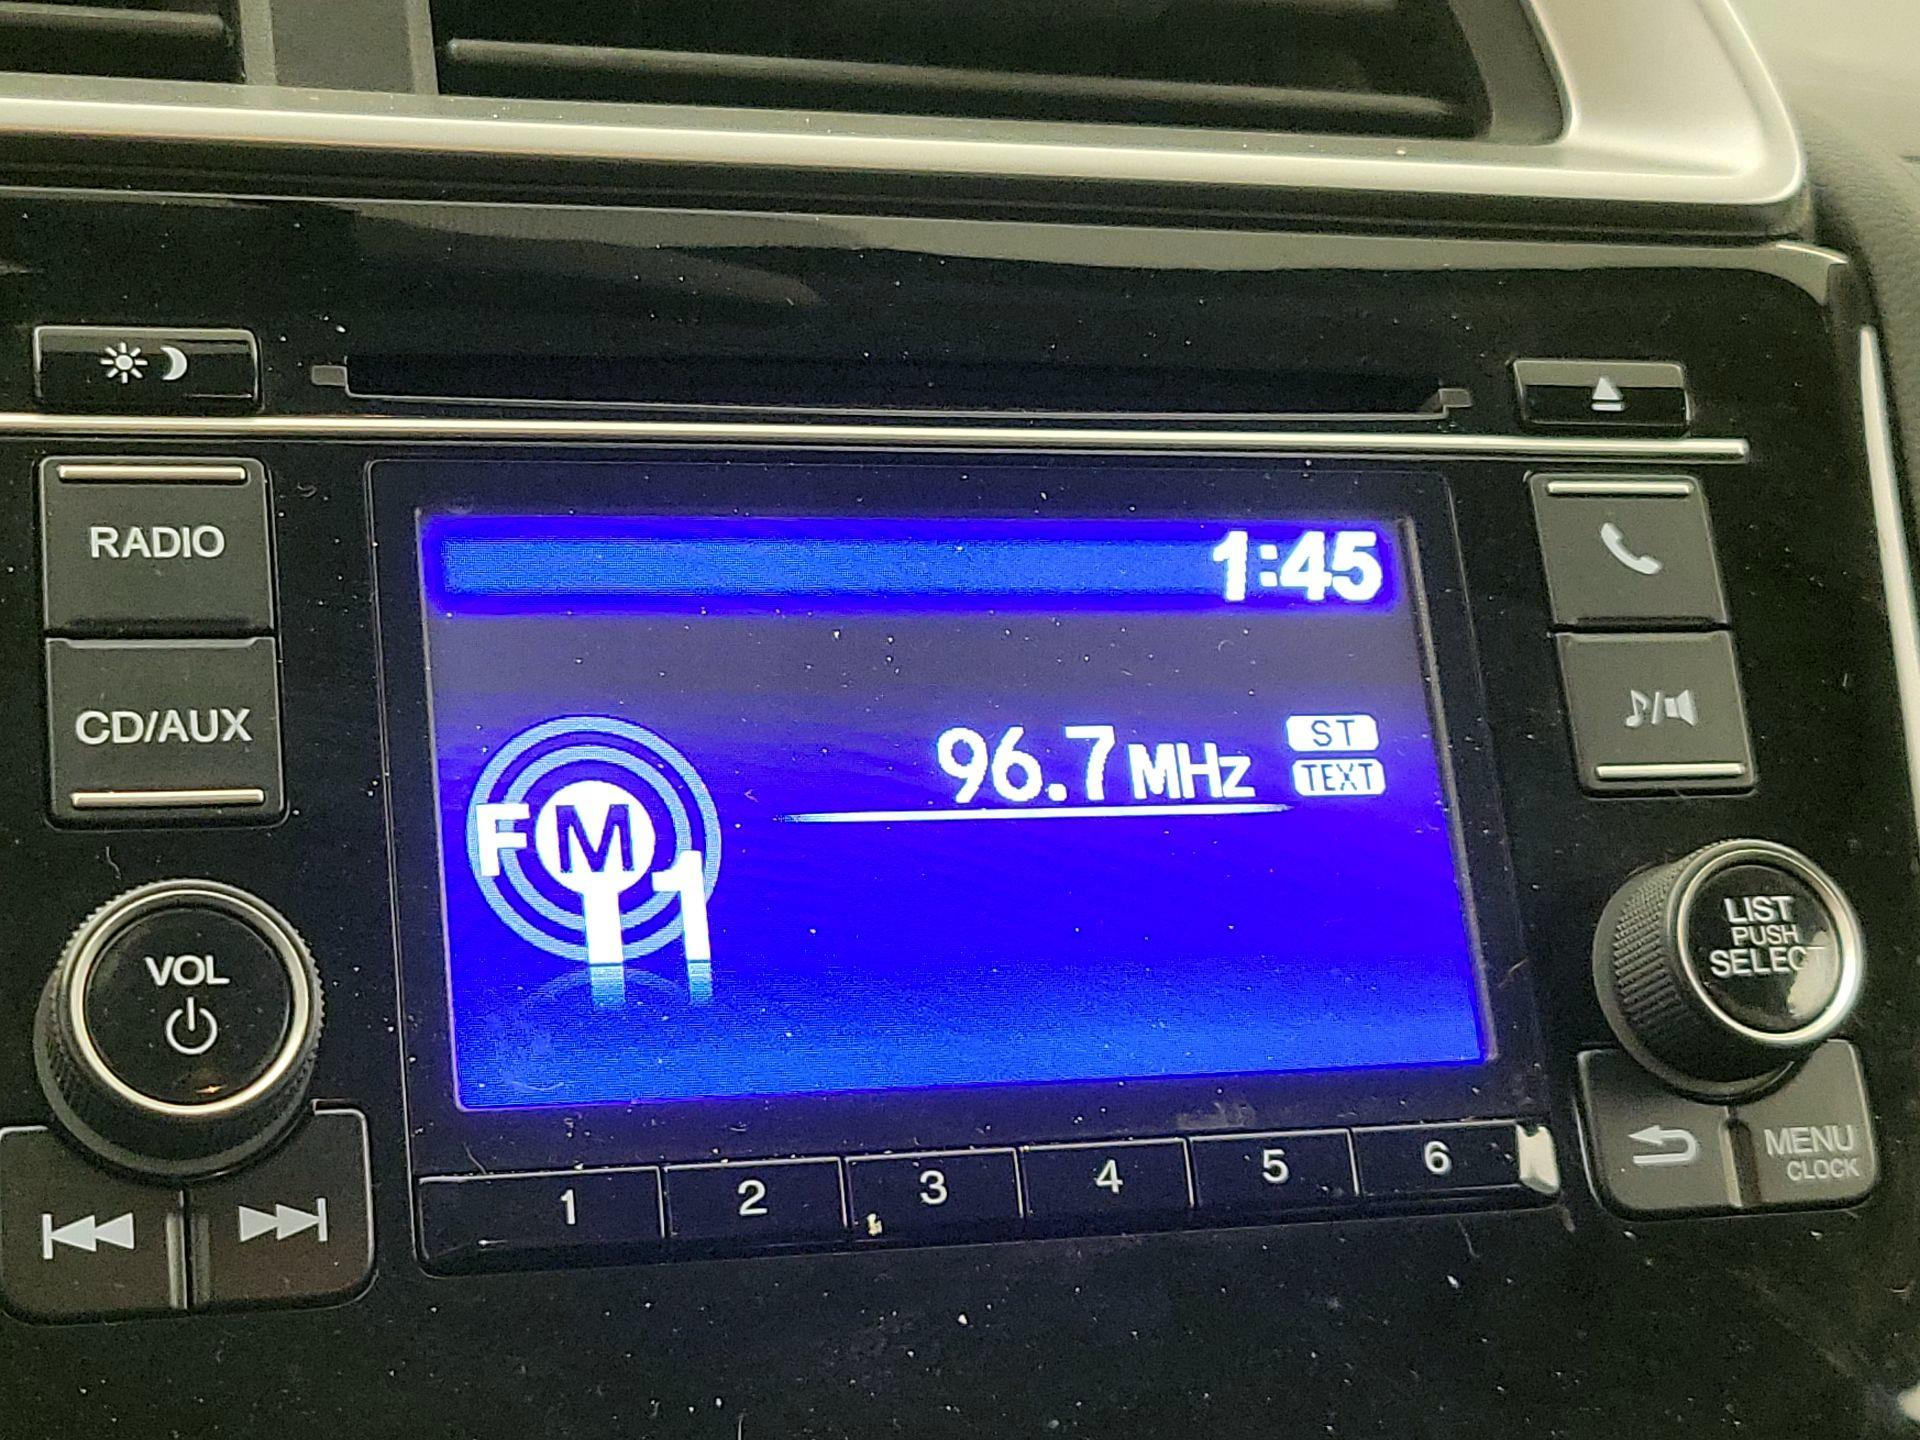 1:45
RADIO
CD/AUX
96.7 MHz
ST
TEXT
FM
1
VOL
LIST
PUSH
SELECT
MENU
CLOCK
1 2 3 4 5 6